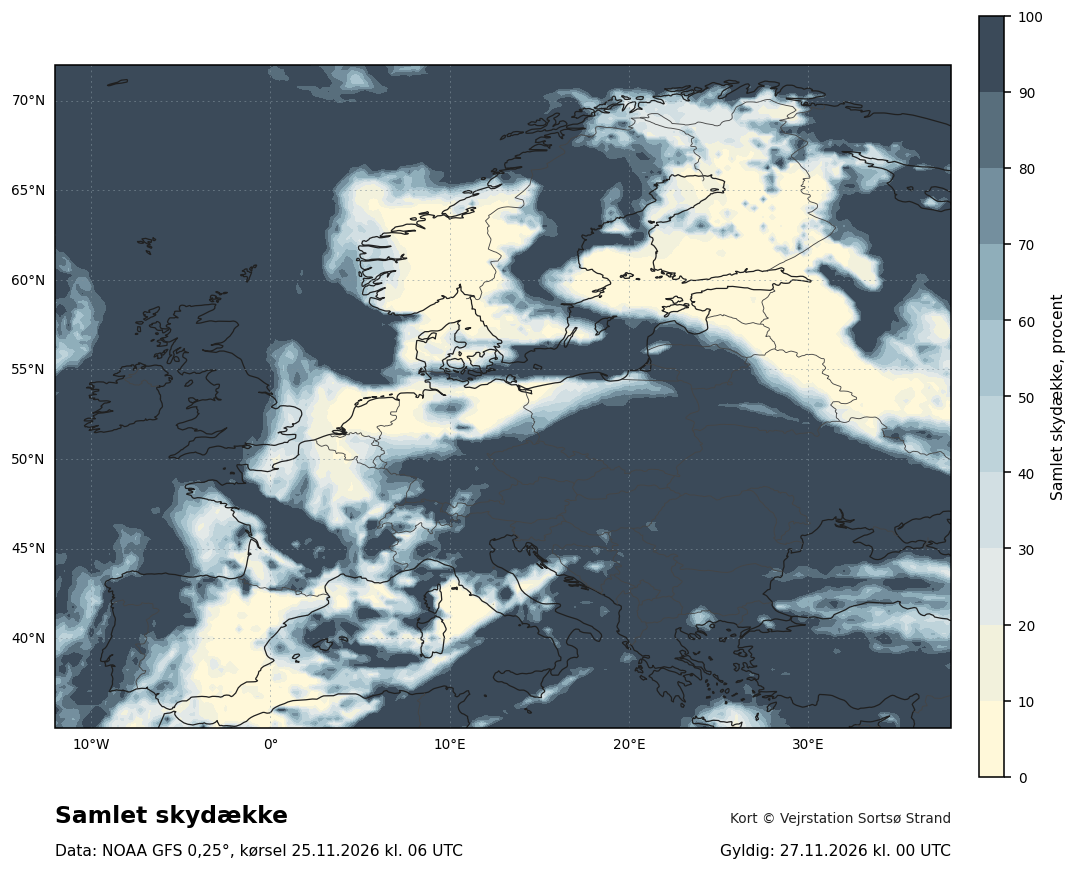 100
90
80
70
60
50
40
30
20
10
0
Samlet skydække, procent
70°N
65°N
60°N
55°N
50°N
45°N
40°N
10°W
0°
10°E
20°E
30°E
Samlet skydække
Kort © Vejrstation Sortsø Strand
Data: NOAA GFS 0,25°, kørsel 25.11.2026 kl. 06 UTC
Gyldig: 27.11.2026 kl. 00 UTC